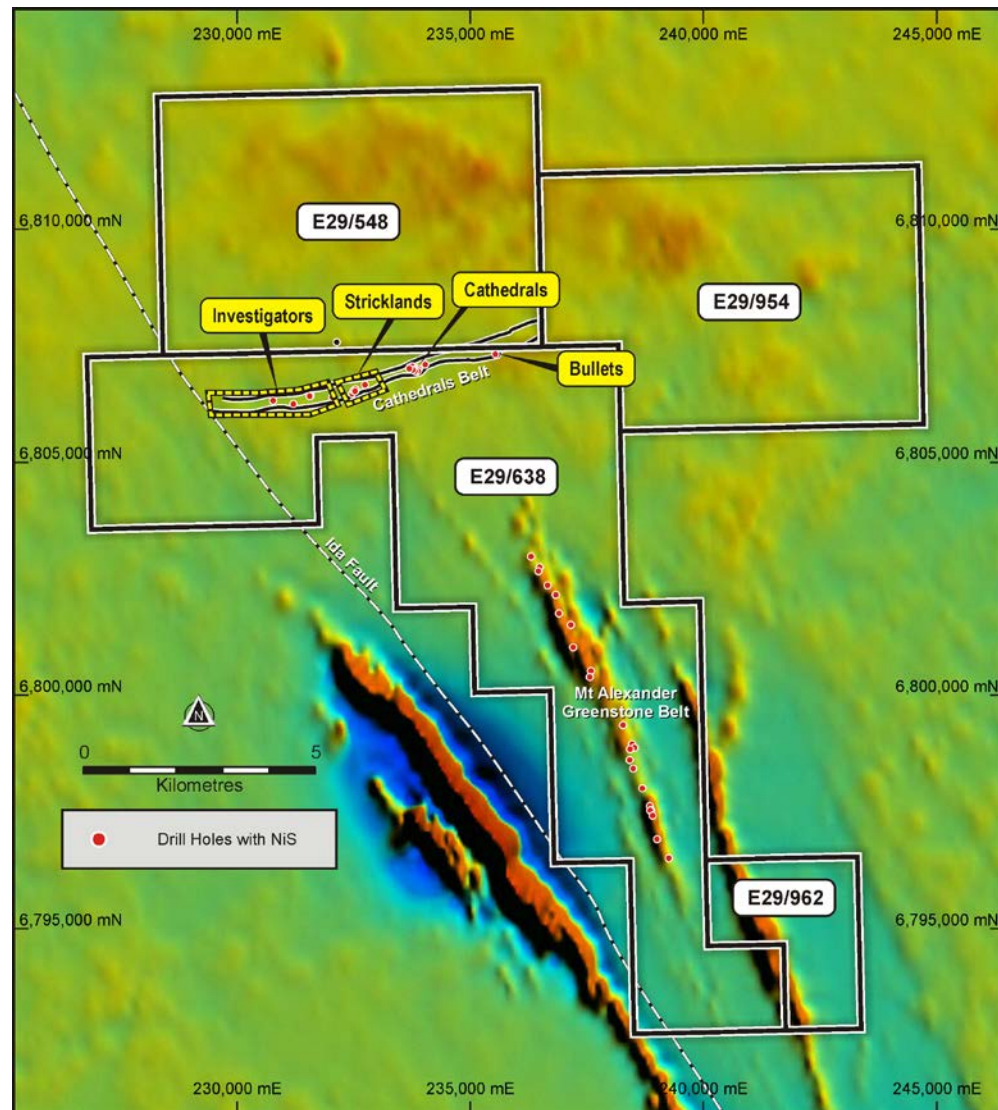 230,000 mE
235,000 mE
240,000 mE
245,000 mE
6,810,000 mN
E29/548
6,810,000 mN
E29/954
Cathedrals
Stricklands
Investigators
Bullets
Cathedrals Belt
6,805,000 mN
E29/638
6,805,000 mN
Ida Fault
6,800,000 mN
Mt Alexander
Greenstone Belt
6,800,000 mN
N
0
5
Kilometres
Drill Holes with NiS
E29/962
6,795,000 mN
6,795,000 mN
230,000 mE
235,000 mE
240,000 mE
245,000 mE